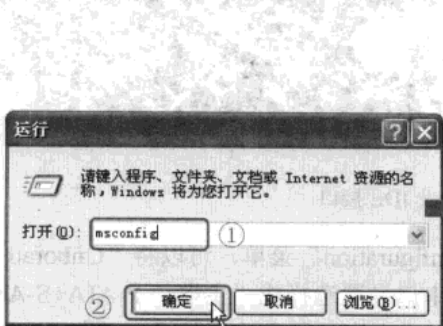 运行
请键入程序、文件夹、文档或 Internet 资源的名
称，Windows 将为您打开它。
打开(O): msconfig ①
② 确定 取消 浏览(B)...